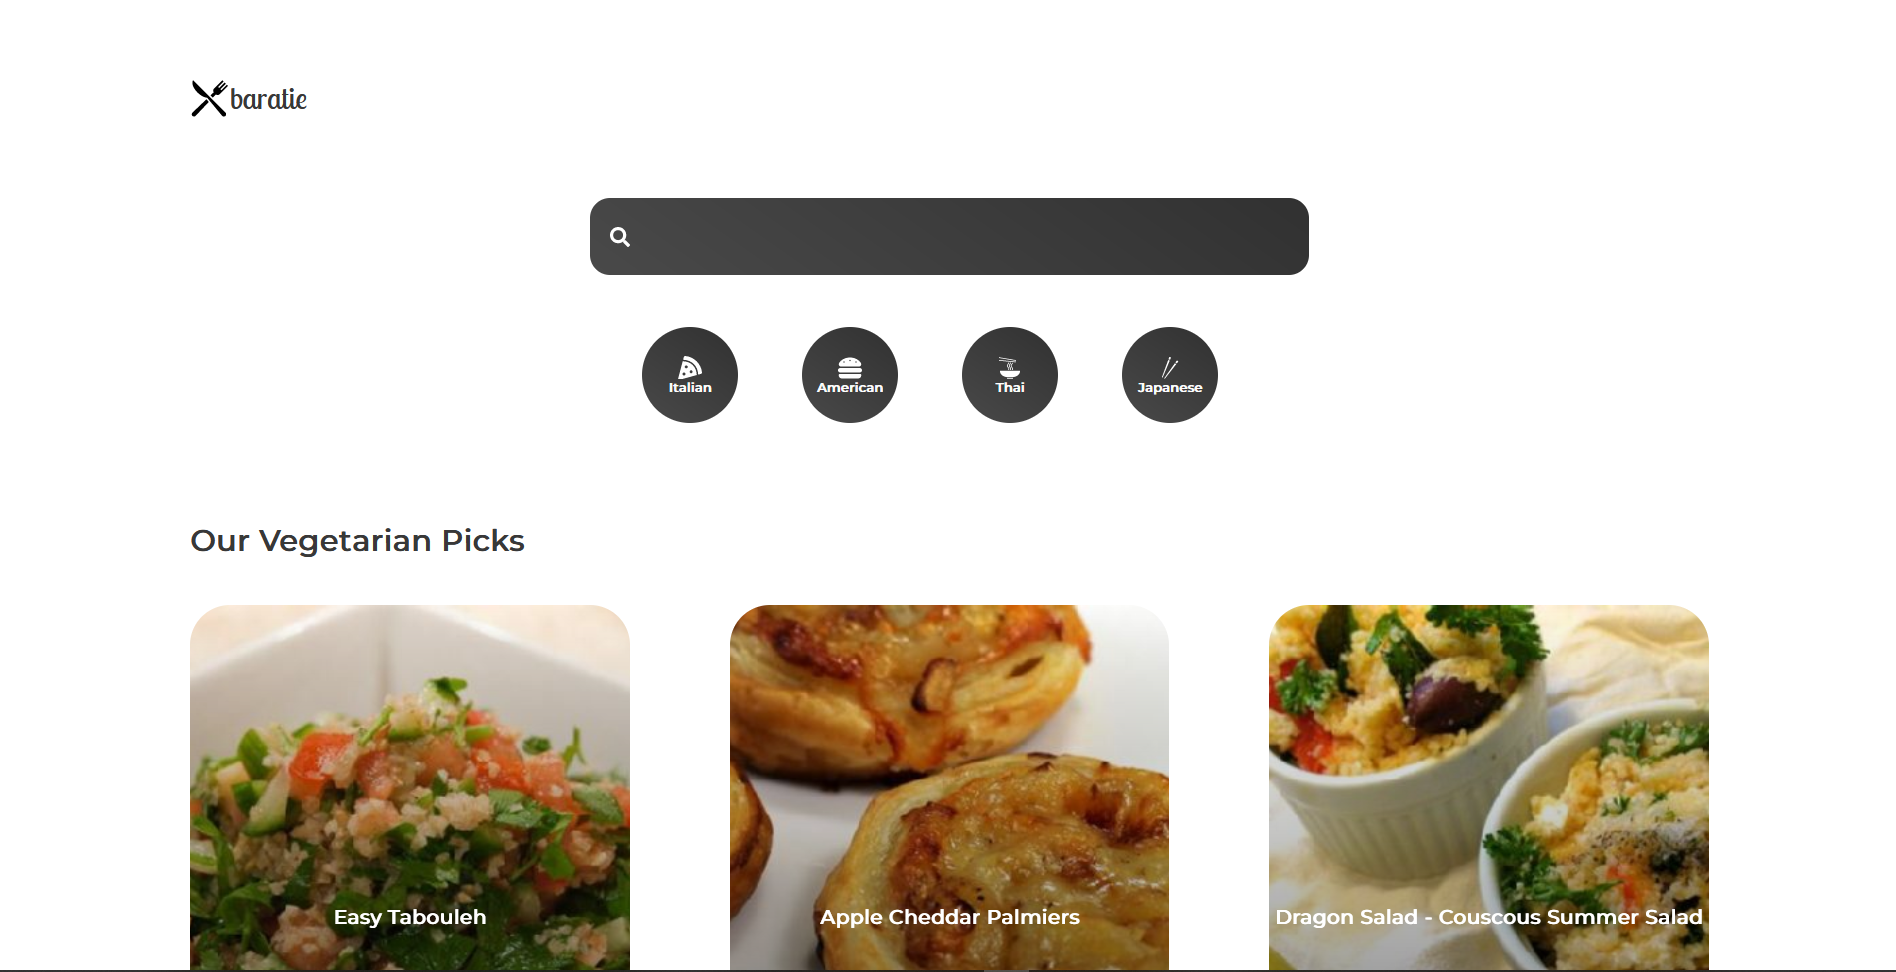 baratie
Italian
American
Thai
Japanese
Our Vegetarian Picks
Easy Tabouleh
Apple Cheddar Palmiers
Dragon Salad - Couscous Summer Salad